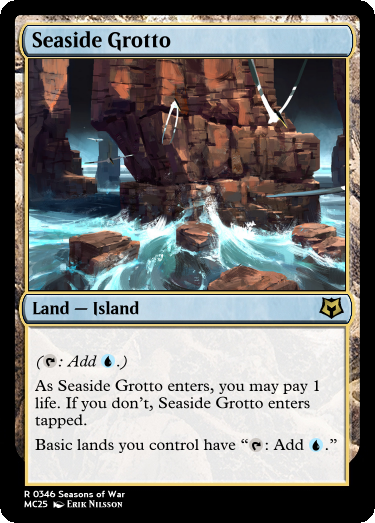 Seaside Grotto
Land — Island
(: Add .)
As Seaside Grotto enters, you may pay 1
life. If you don't, Seaside Grotto enters
tapped.
Basic lands you control have “: Add .”
R 0346 Seasons of War
MC25 Erik Nilsson